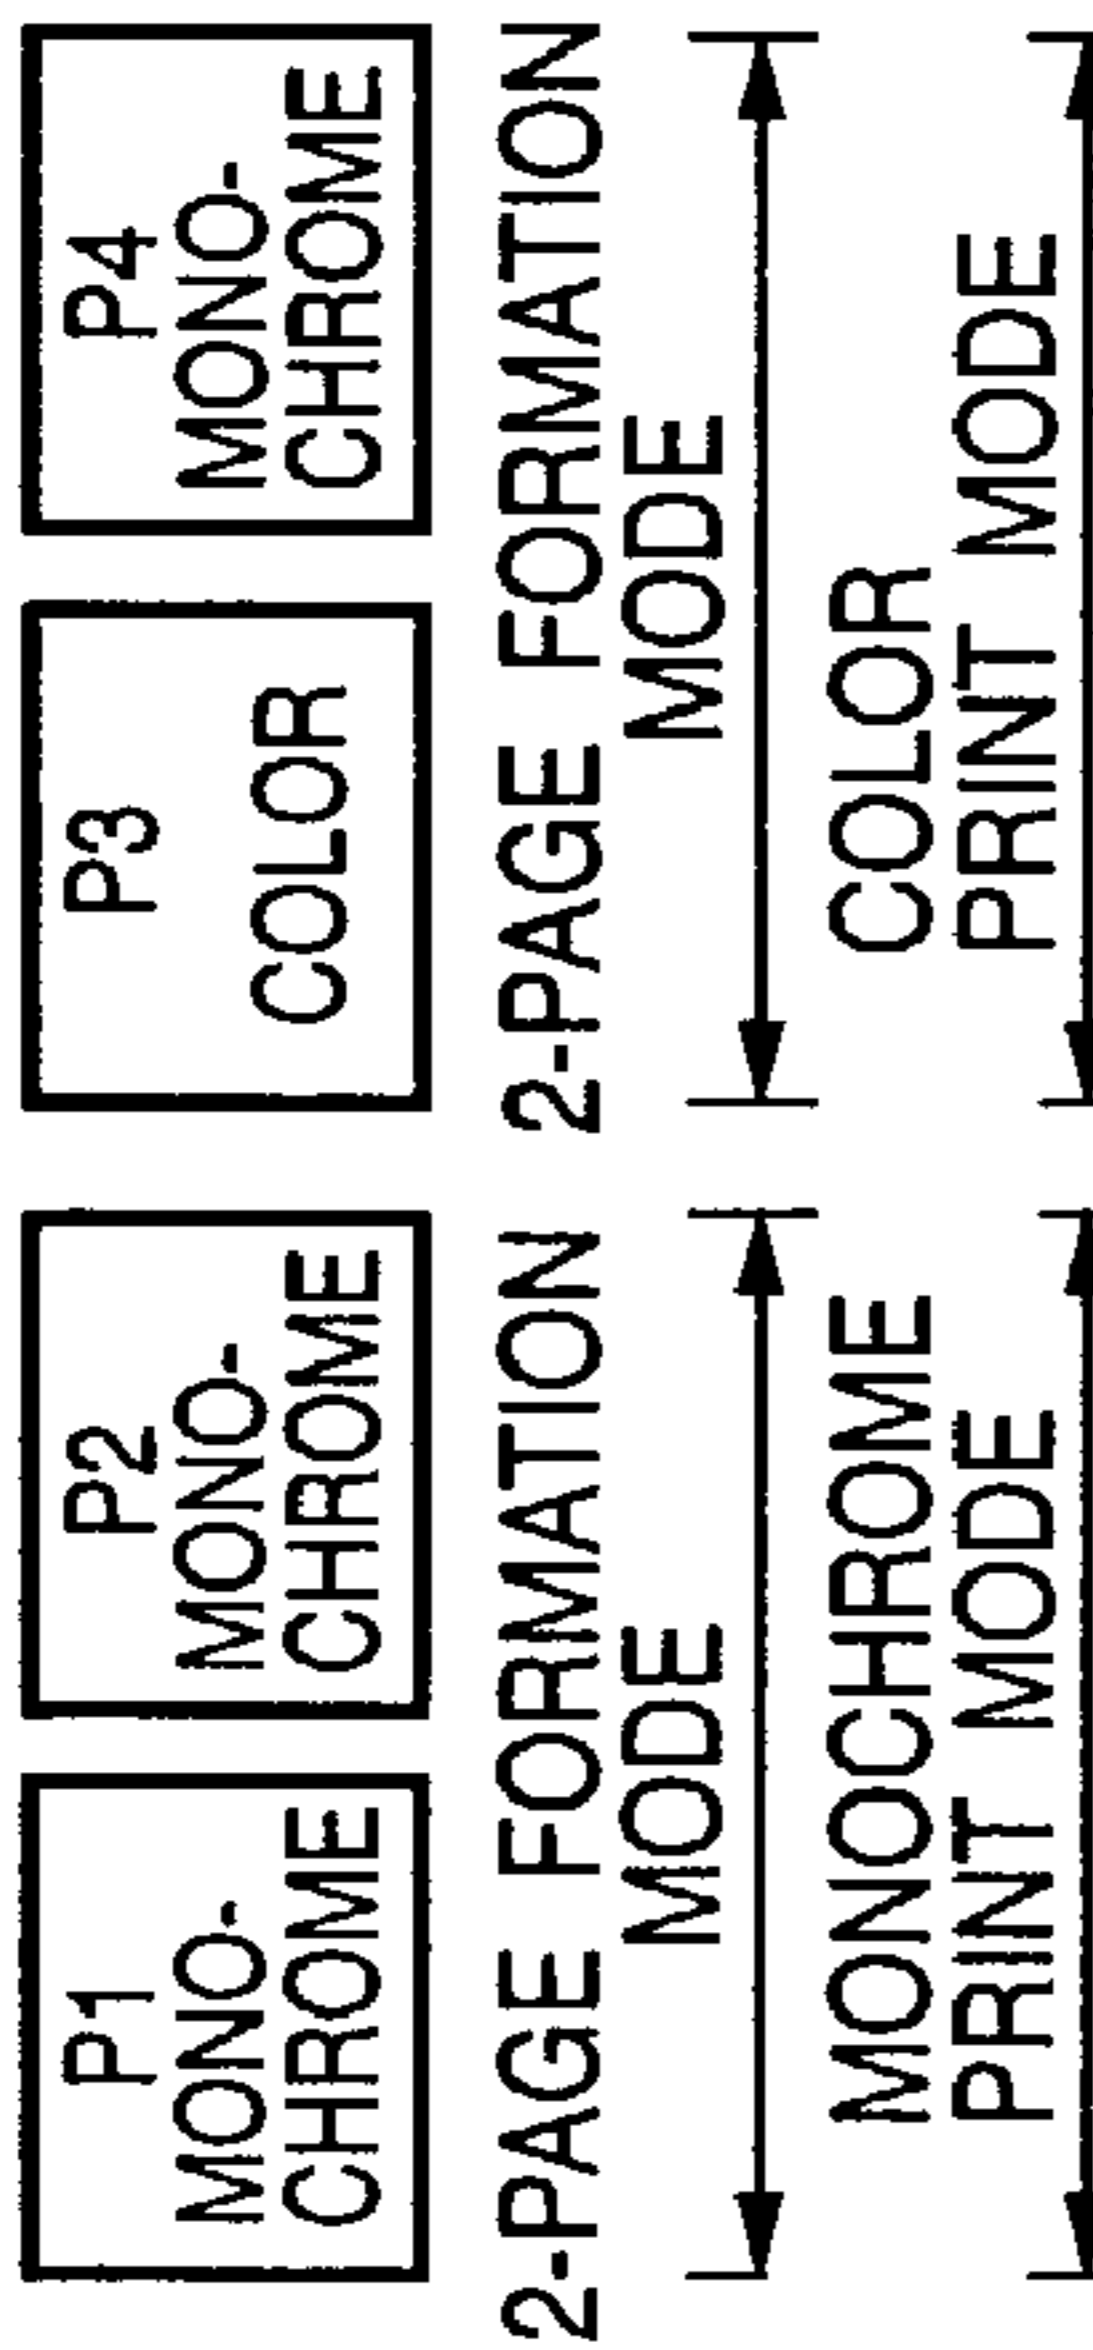 P1
MONO-
CHROME
P2
MONO-
CHROME
P3
COLOR
P4
MONO-
CHROME
2-PAGE FORMATION
MODE
2-PAGE FORMATION
MODE
MONOCHROME
PRINT MODE
COLOR
PRINT MODE